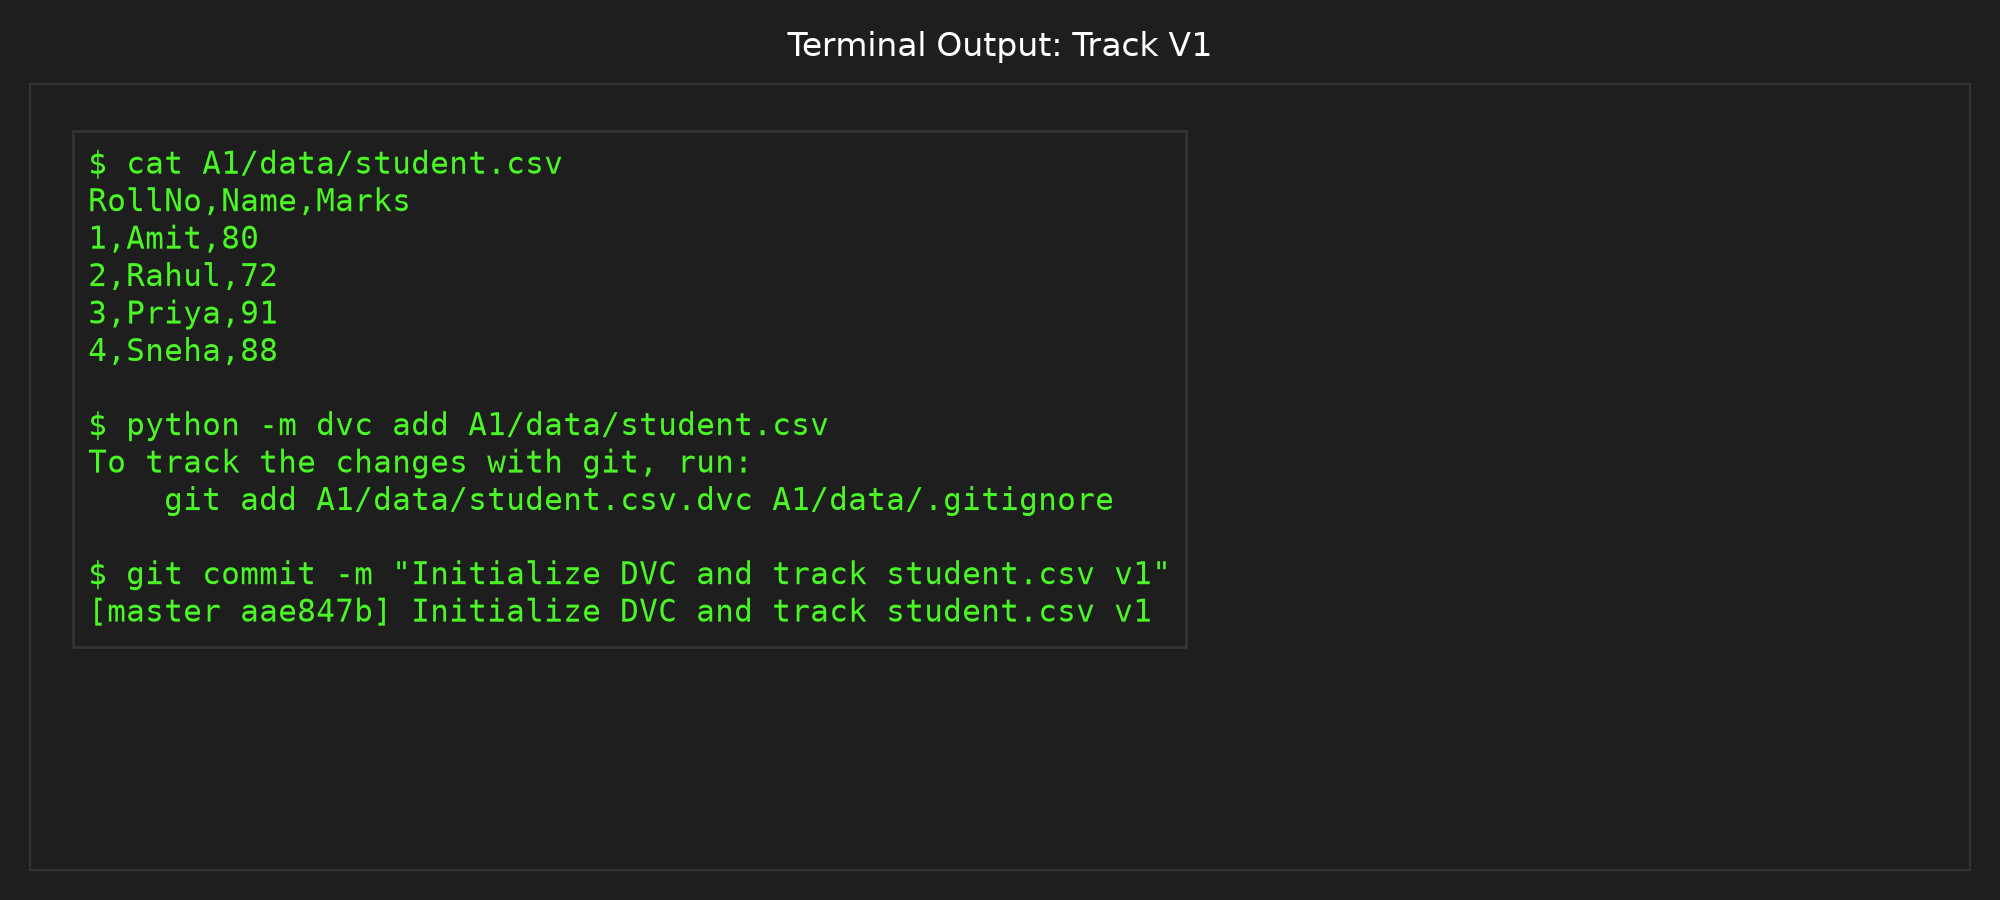 Terminal Output: Track V1
$ cat A1/data/student.csv
RollNo,Name,Marks
1,Amit,80
2,Rahul,72
3,Priya,91
4,Sneha,88
$ python -m dvc add A1/data/student.csv
To track the changes with git, run:
    git add A1/data/student.csv.dvc A1/data/.gitignore
$ git commit -m "Initialize DVC and track student.csv v1"
[master aae847b] Initialize DVC and track student.csv v1